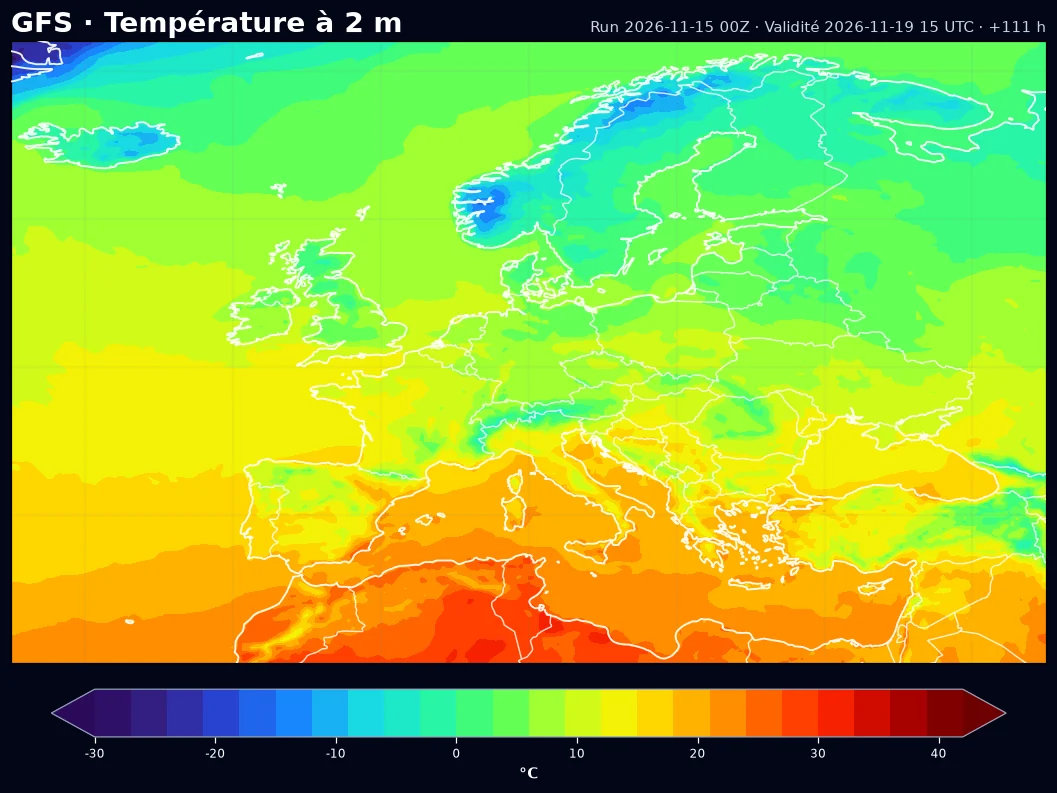 GFS · Température à 2 m
Run 2026-11-15 00Z · Validité 2026-11-19 15 UTC · +111 h
-30 -20 -10 0 10 20 30 40
°C